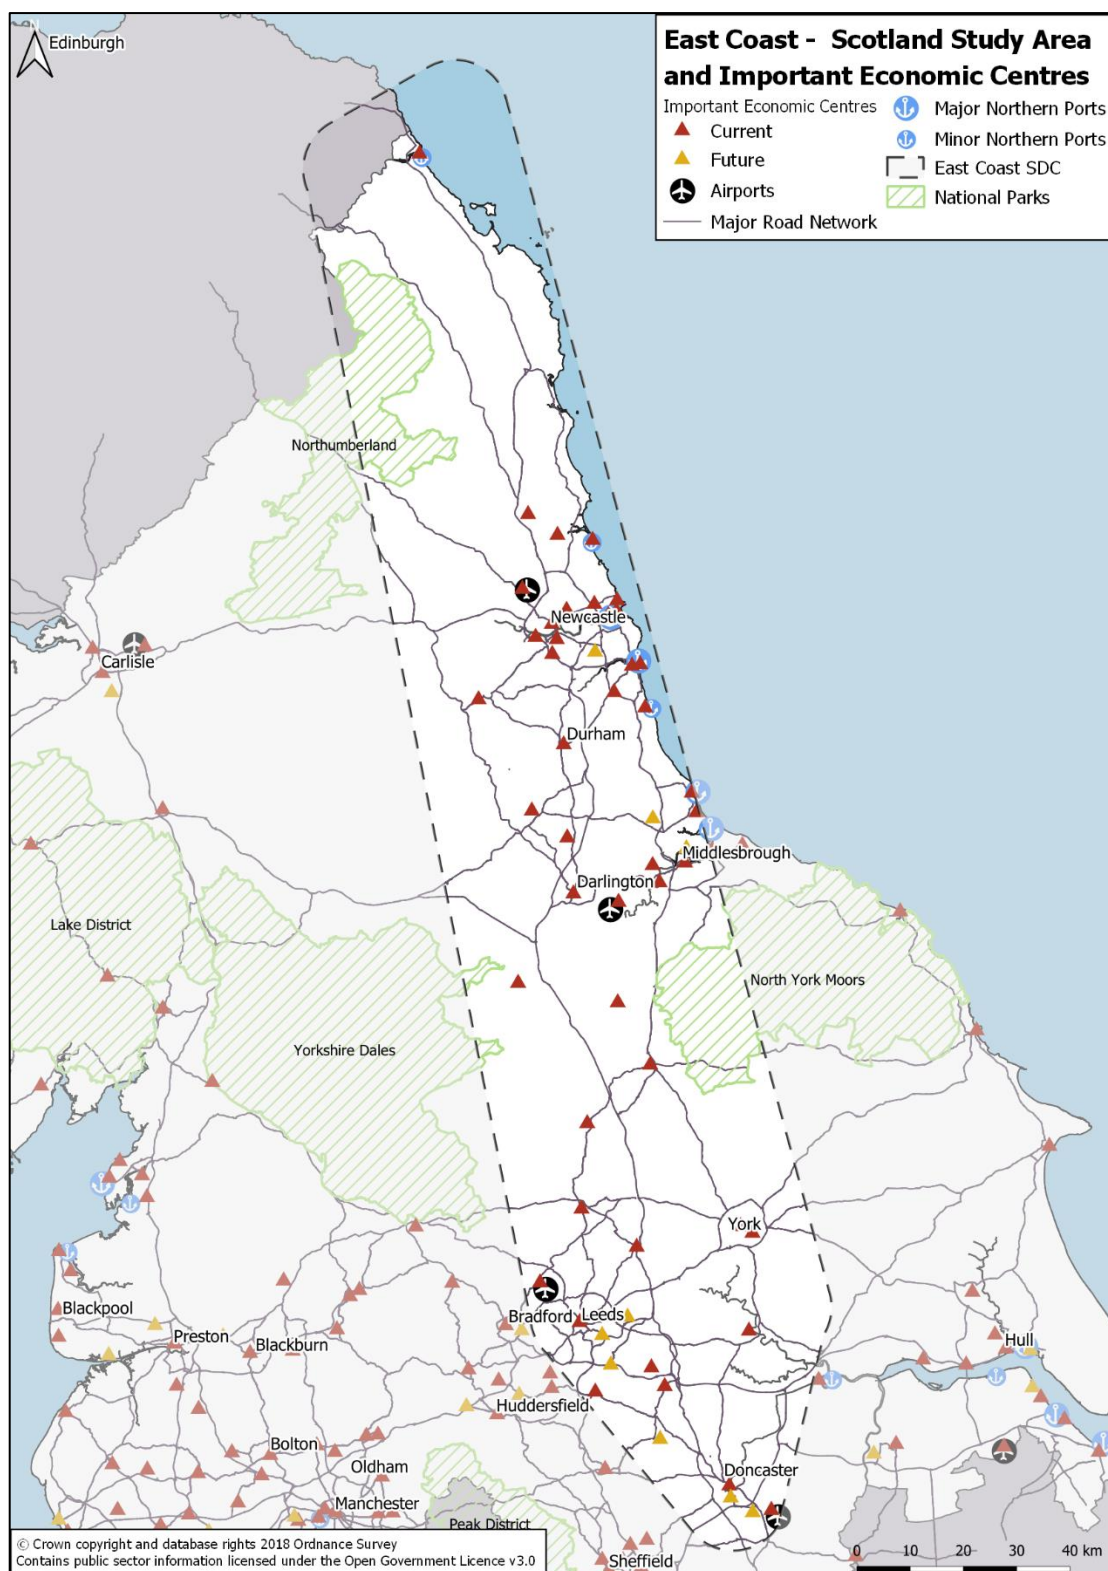 East Coast -  Scotland Study Area
and Important Economic Centres
Important Economic Centres
Current
Future
Airports
Major Road Network
Major Northern Ports
Minor Northern Ports
East Coast SDC
National Parks
N
Edinburgh
Northumberland
Newcastle
Carlisle
Durham
Middlesbrough
Darlington
Lake District
North York Moors
Yorkshire Dales
York
Blackpool
Bradford
Leeds
Preston
Blackburn
Hull
Huddersfield
Bolton
Oldham
Doncaster
Manchester
Peak District
Sheffield
© Crown copyright and database rights 2018 Ordnance Survey
Contains public sector information licensed under the Open Government Licence v3.0
0 10 20 30 40 km